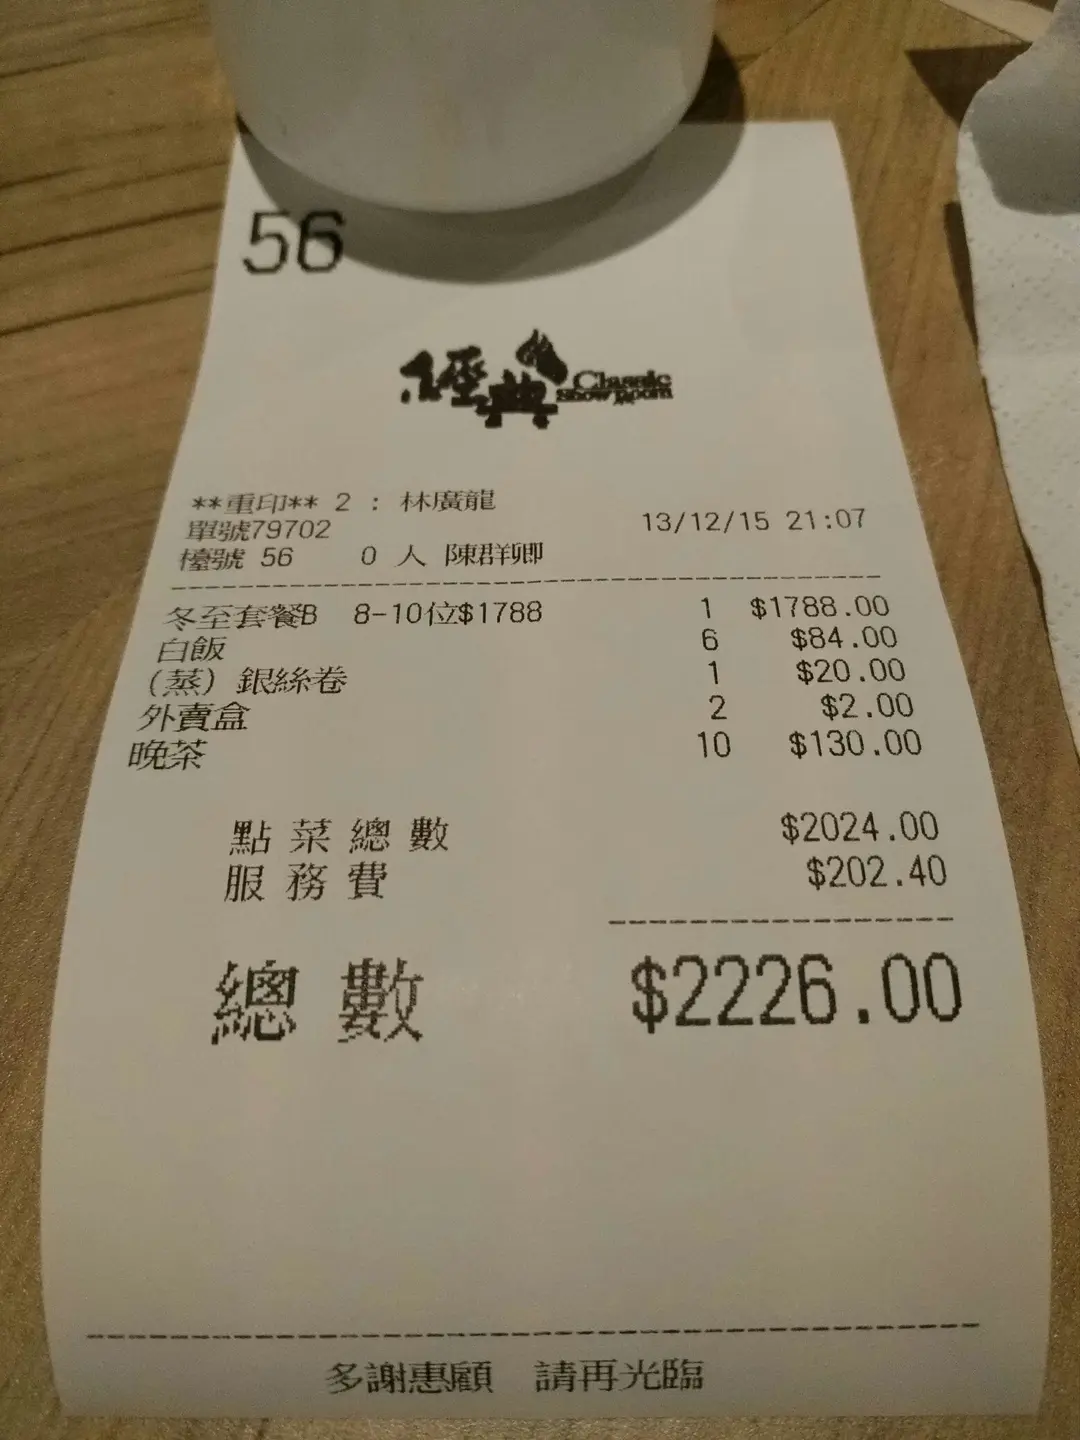 56
經典 Classic
Show Room
**重印** 2 : 林廣龍
單號79702 13/12/15 21:07
檯號 56 0 人 陳群卿
冬至套餐B 8-10位$1788 1 $1788.00
白飯 6 $84.00
(蒸) 銀絲卷 1 $20.00
外賣盒 2 $2.00
晚茶 10 $130.00
點菜總數 $2024.00
服務費 $202.40
總數 $2226.00
多謝惠顧 請再光臨